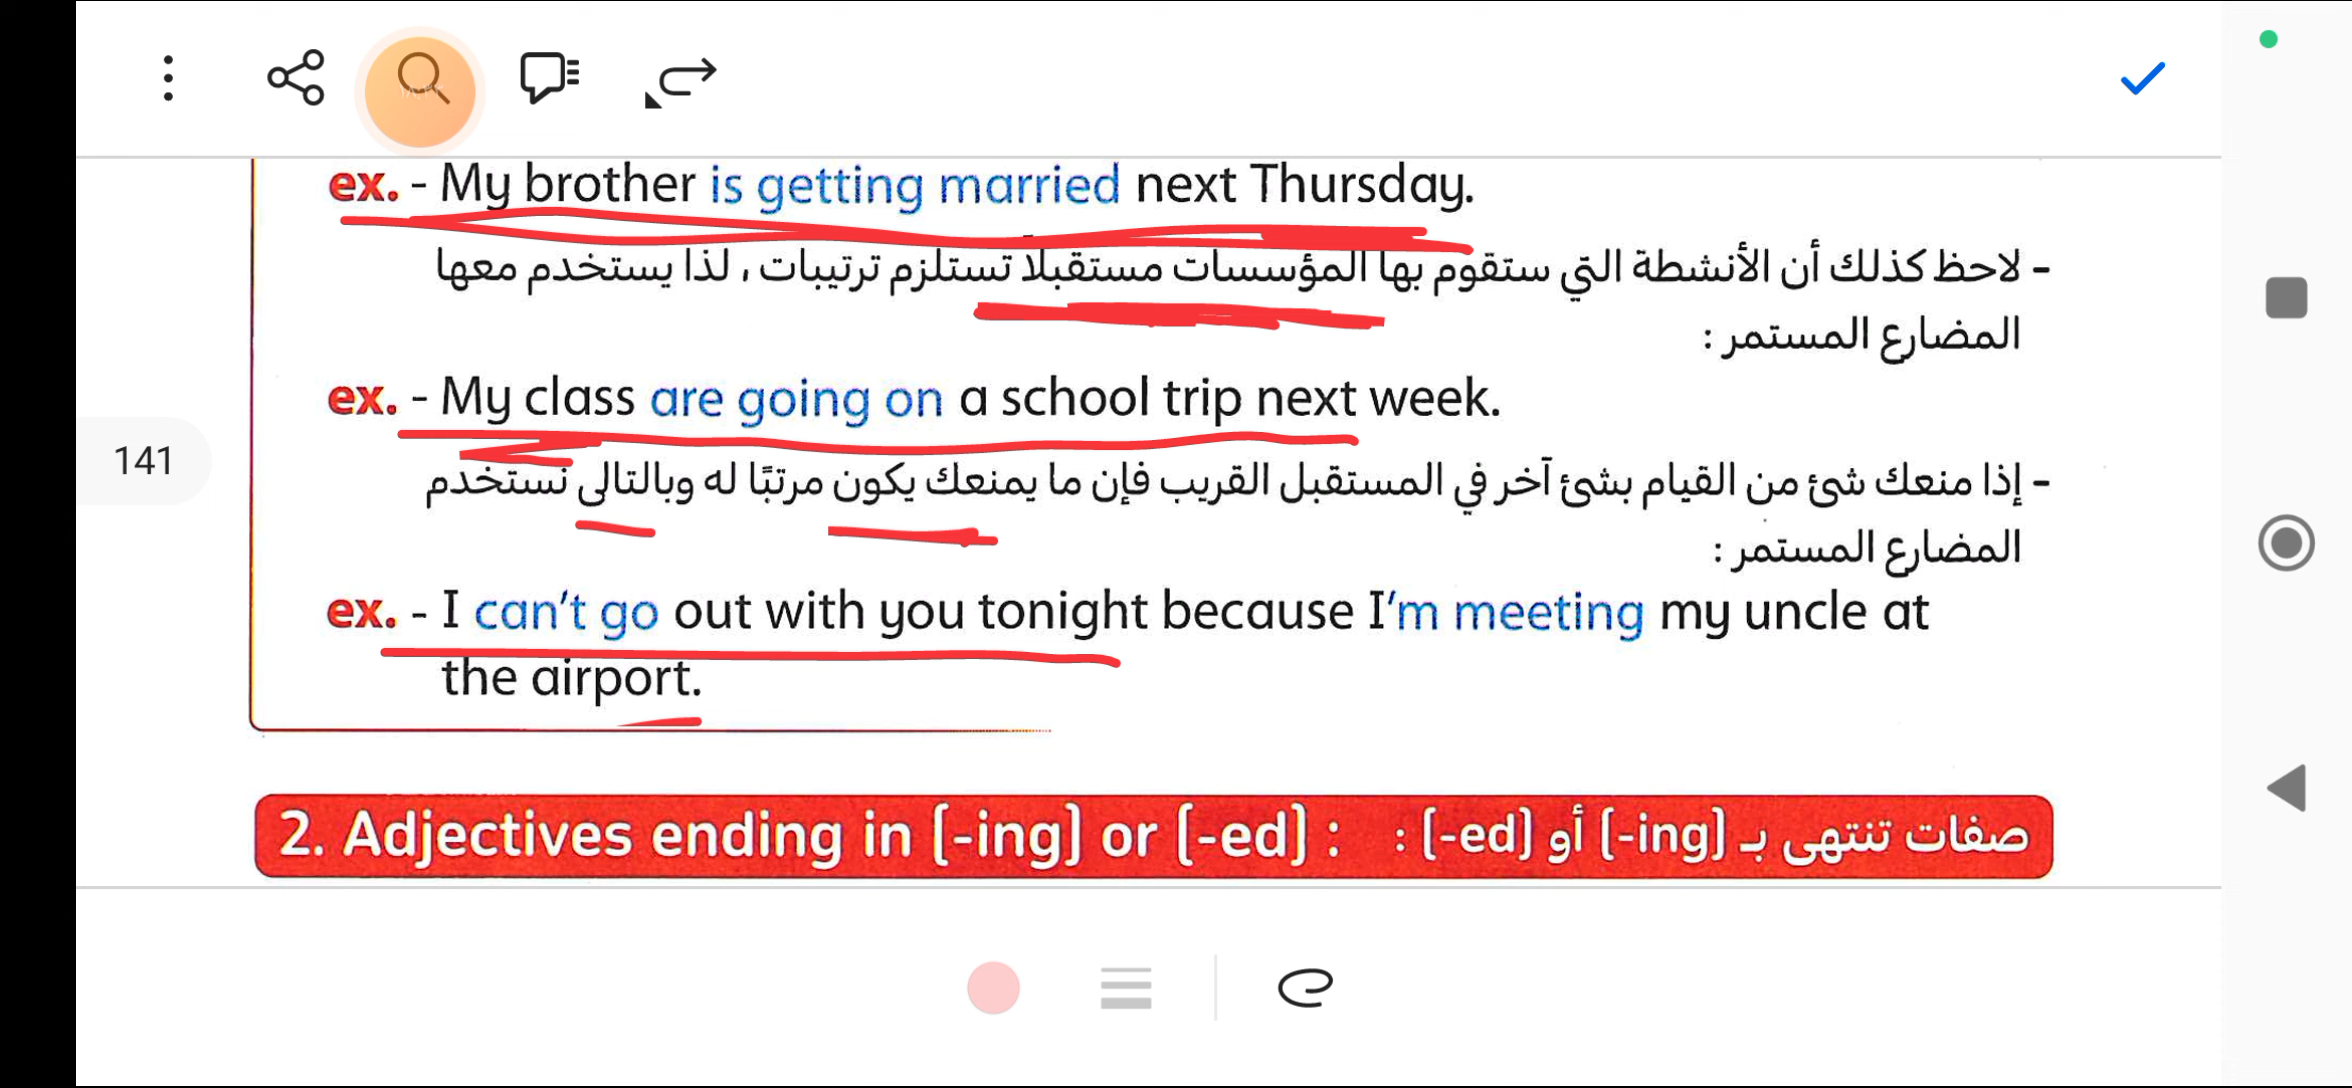 ex. - My brother is getting married next Thursday.
- لاحظ كذلك أن الأنشطة التي ستقوم بها المؤسسات مستقبلاً تستلزم ترتيبات ، لذا يستخدم معها
المضارع المستمر :
ex. - My class are going on a school trip next week.
141
- إذا منعك شئ من القيام بشئ آخر في المستقبل القريب فإن ما يمنعك يكون مرتبًا له وبالتالى نستخدم
المضارع المستمر :
ex. - I can't go out with you tonight because I'm meeting my uncle at
the airport.
2. Adjectives ending in [-ing] or [-ed] : صفات تنتهى بـ [-ing] أو [-ed] :